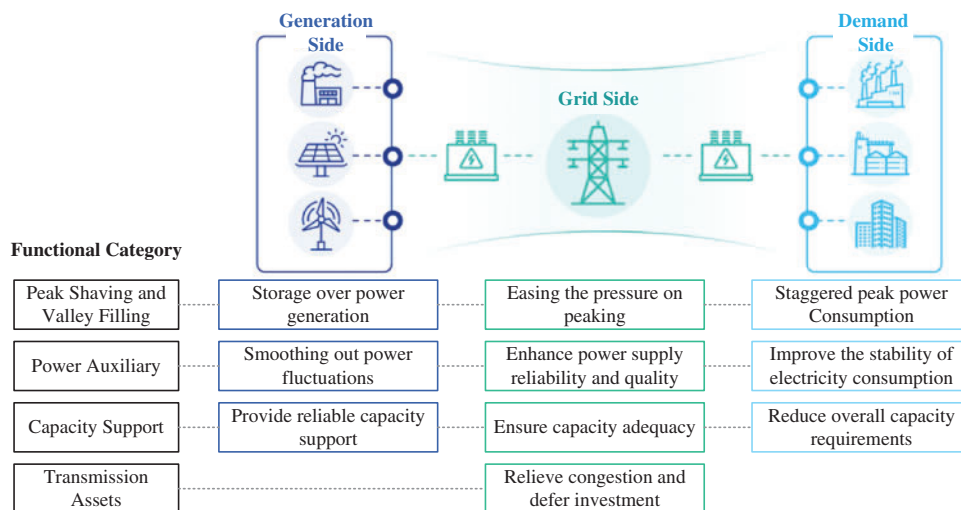 Generation
Side
Demand
Side
Grid Side
Functional Category
Peak Shaving and
Valley Filling
Storage over power
generation
Easing the pressure on
peaking
Staggered peak power
Consumption
Power Auxiliary
Smoothing out power
fluctuations
Enhance power supply
reliability and quality
Improve the stability of
electricity consumption
Capacity Support
Provide reliable capacity
support
Ensure capacity adequacy
Reduce overall capacity
requirements
Transmission
Assets
Relieve congestion and
defer investment